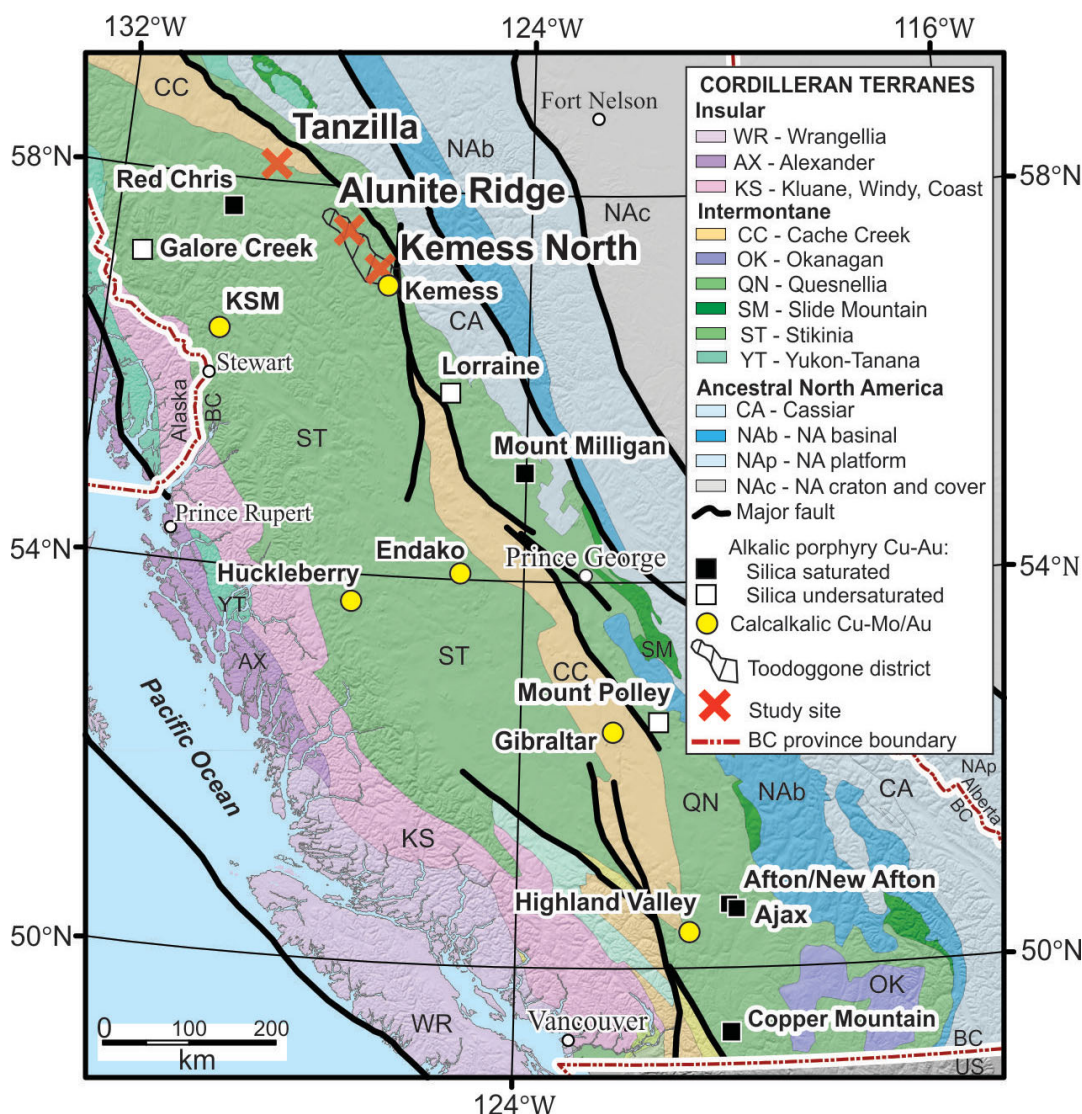 132°W
124°W
116°W
CC
Fort Nelson
Tanzilla
NAb
58°N
58°N
Red Chris
Alunite Ridge
NAc
Galore Creek
Kemess North
Kemess
KSM
CA
Stewart
Lorraine
Alaska
BC
ST
Mount Milligan
Prince Rupert
54°N
Endako
Prince George
54°N
Huckleberry
YT
ST
SM
AX
CC
Mount Polley
Pacific Ocean
Gibraltar
NAp
Alberta
BC
QN
NAb
CA
KS
Afton/New Afton
Highland Valley
Ajax
50°N
50°N
OK
WR
Vancouver
Copper Mountain
BC
US
0 100 200
km
124°W
CORDILLERAN TERRANES
Insular
WR - Wrangellia
AX - Alexander
KS - Kluane, Windy, Coast
Intermontane
CC - Cache Creek
OK - Okanagan
QN - Quesnellia
SM - Slide Mountain
ST - Stikinia
YT - Yukon-Tanana
Ancestral North America
CA - Cassiar
NAb - NA basinal
NAp - NA platform
NAc - NA craton and cover
Major fault
Alkalic porphyry Cu-Au:
Silica saturated
Silica undersaturated
Calcalkalic Cu-Mo/Au
Toodoggone district
Study site
BC province boundary